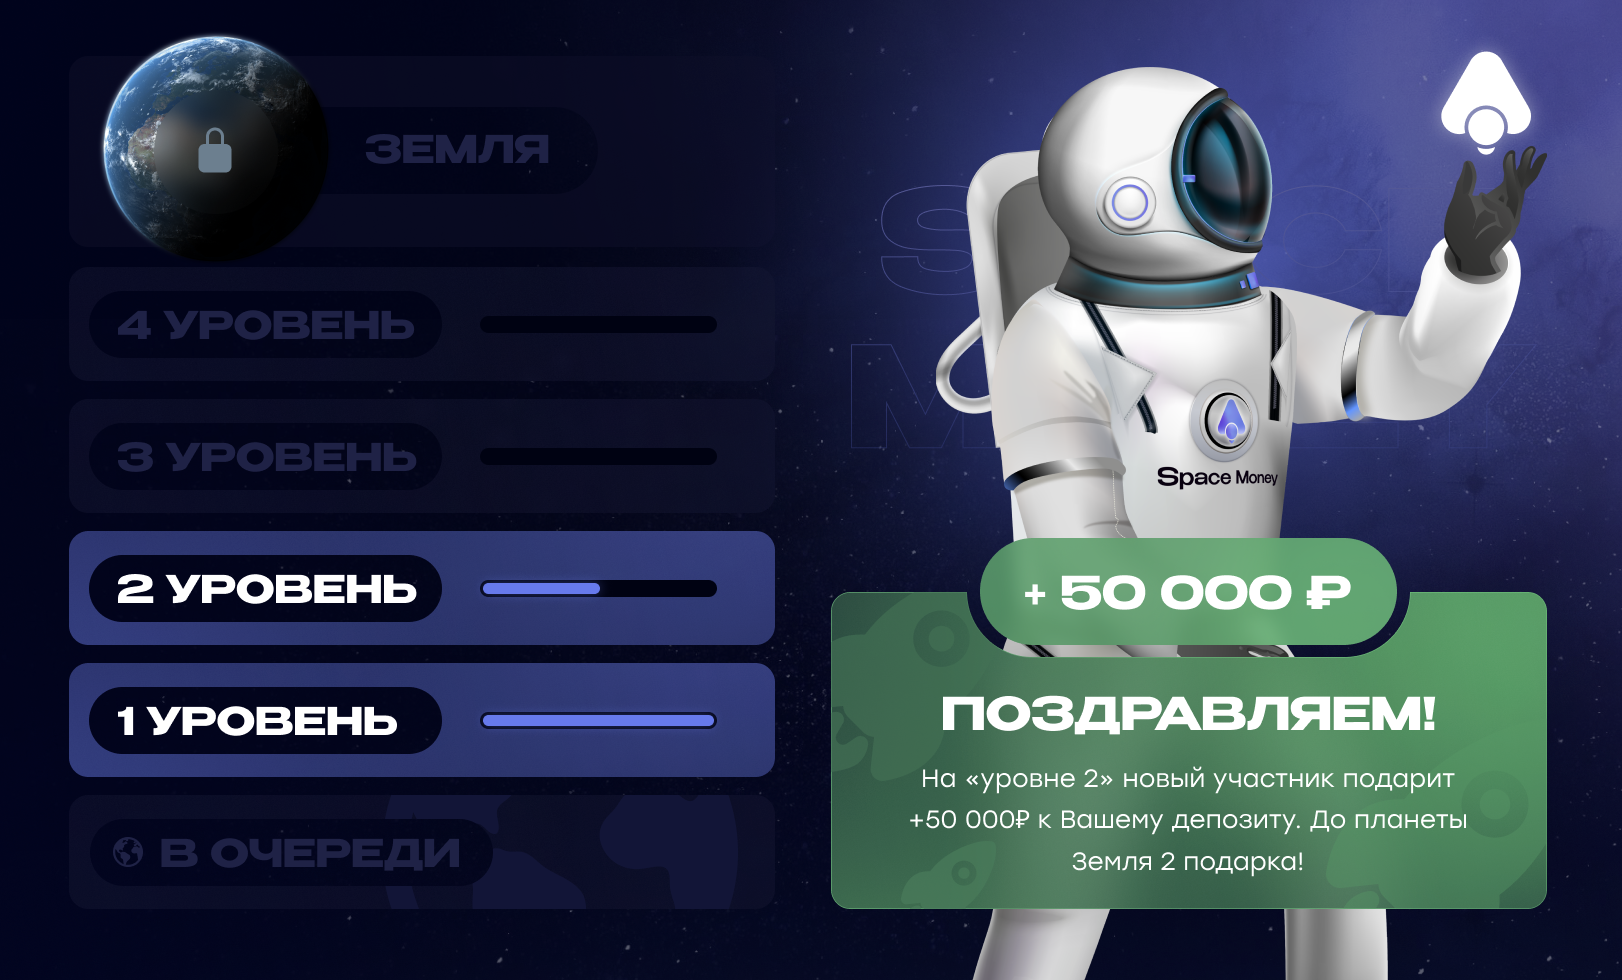 ЗЕМЛЯ
4 УРОВЕНЬ
3 УРОВЕНЬ
2 УРОВЕНЬ
1 УРОВЕНЬ
В ОЧЕРЕДИ
Space Money
+ 50 000 ₽
ПОЗДРАВЛЯЕМ!
На «уровне 2» новый участник подарит
+50 000₽ к Вашему депозиту. До планеты
Земля 2 подарка!